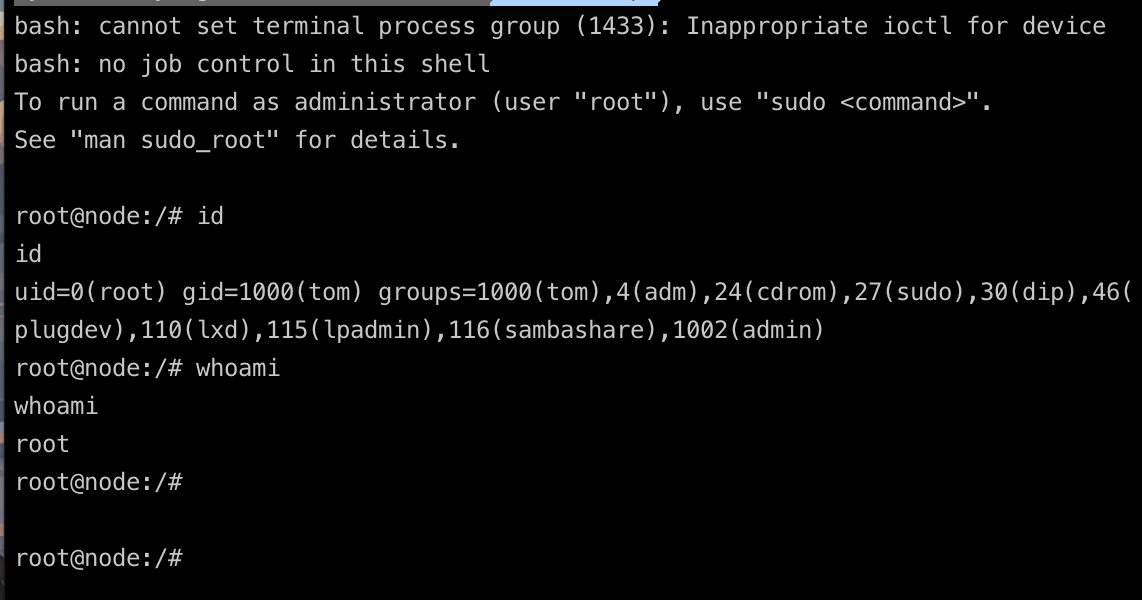 bash: cannot set terminal process group (1433): Inappropriate ioctl for device
bash: no job control in this shell
To run a command as administrator (user "root"), use "sudo <command>".
See "man sudo_root" for details.
root@node:/# id
id
uid=0(root) gid=1000(tom) groups=1000(tom),4(adm),24(cdrom),27(sudo),30(dip),46(
plugdev),110(lxd),115(lpadmin),116(sambashare),1002(admin)
root@node:/# whoami
whoami
root
root@node:/#
root@node:/#